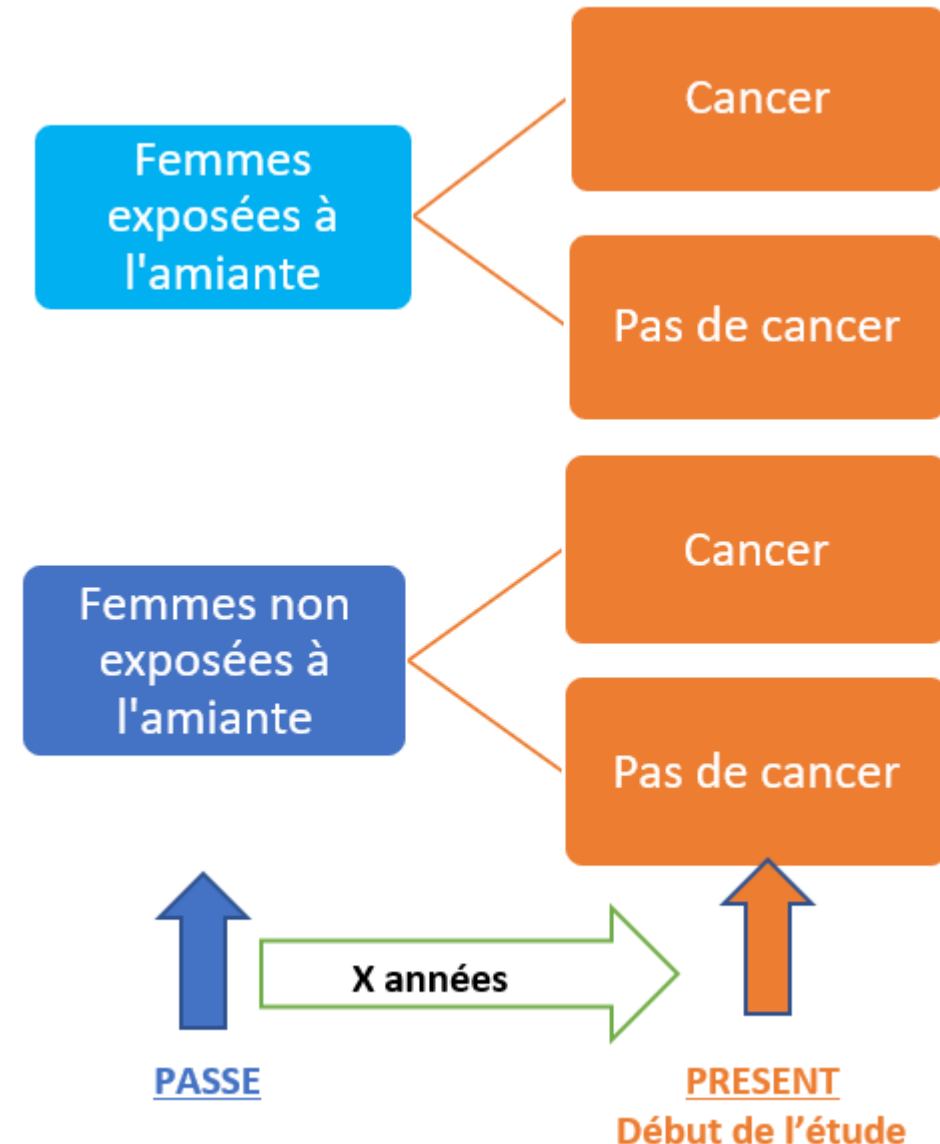 Femmes
exposées à
l'amiante
Cancer
Pas de cancer
Femmes non
exposées à
l'amiante
Cancer
Pas de cancer
X années
PASSE
PRESENT
Début de l’étude